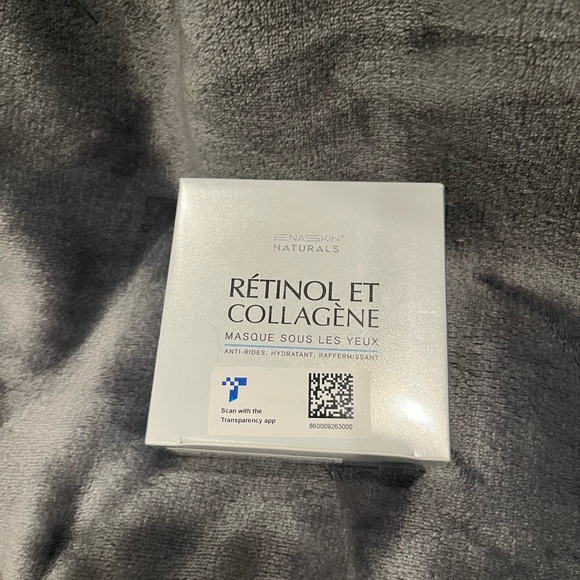 ENASKIN®
NATURALS
RÉTINOL ET
COLLAGÈNE
MASQUE SOUS LES YEUX
ANTI-RIDES, HYDRATANT, RAFFERMISSANT
Scan with the
Transparency app
860009263000